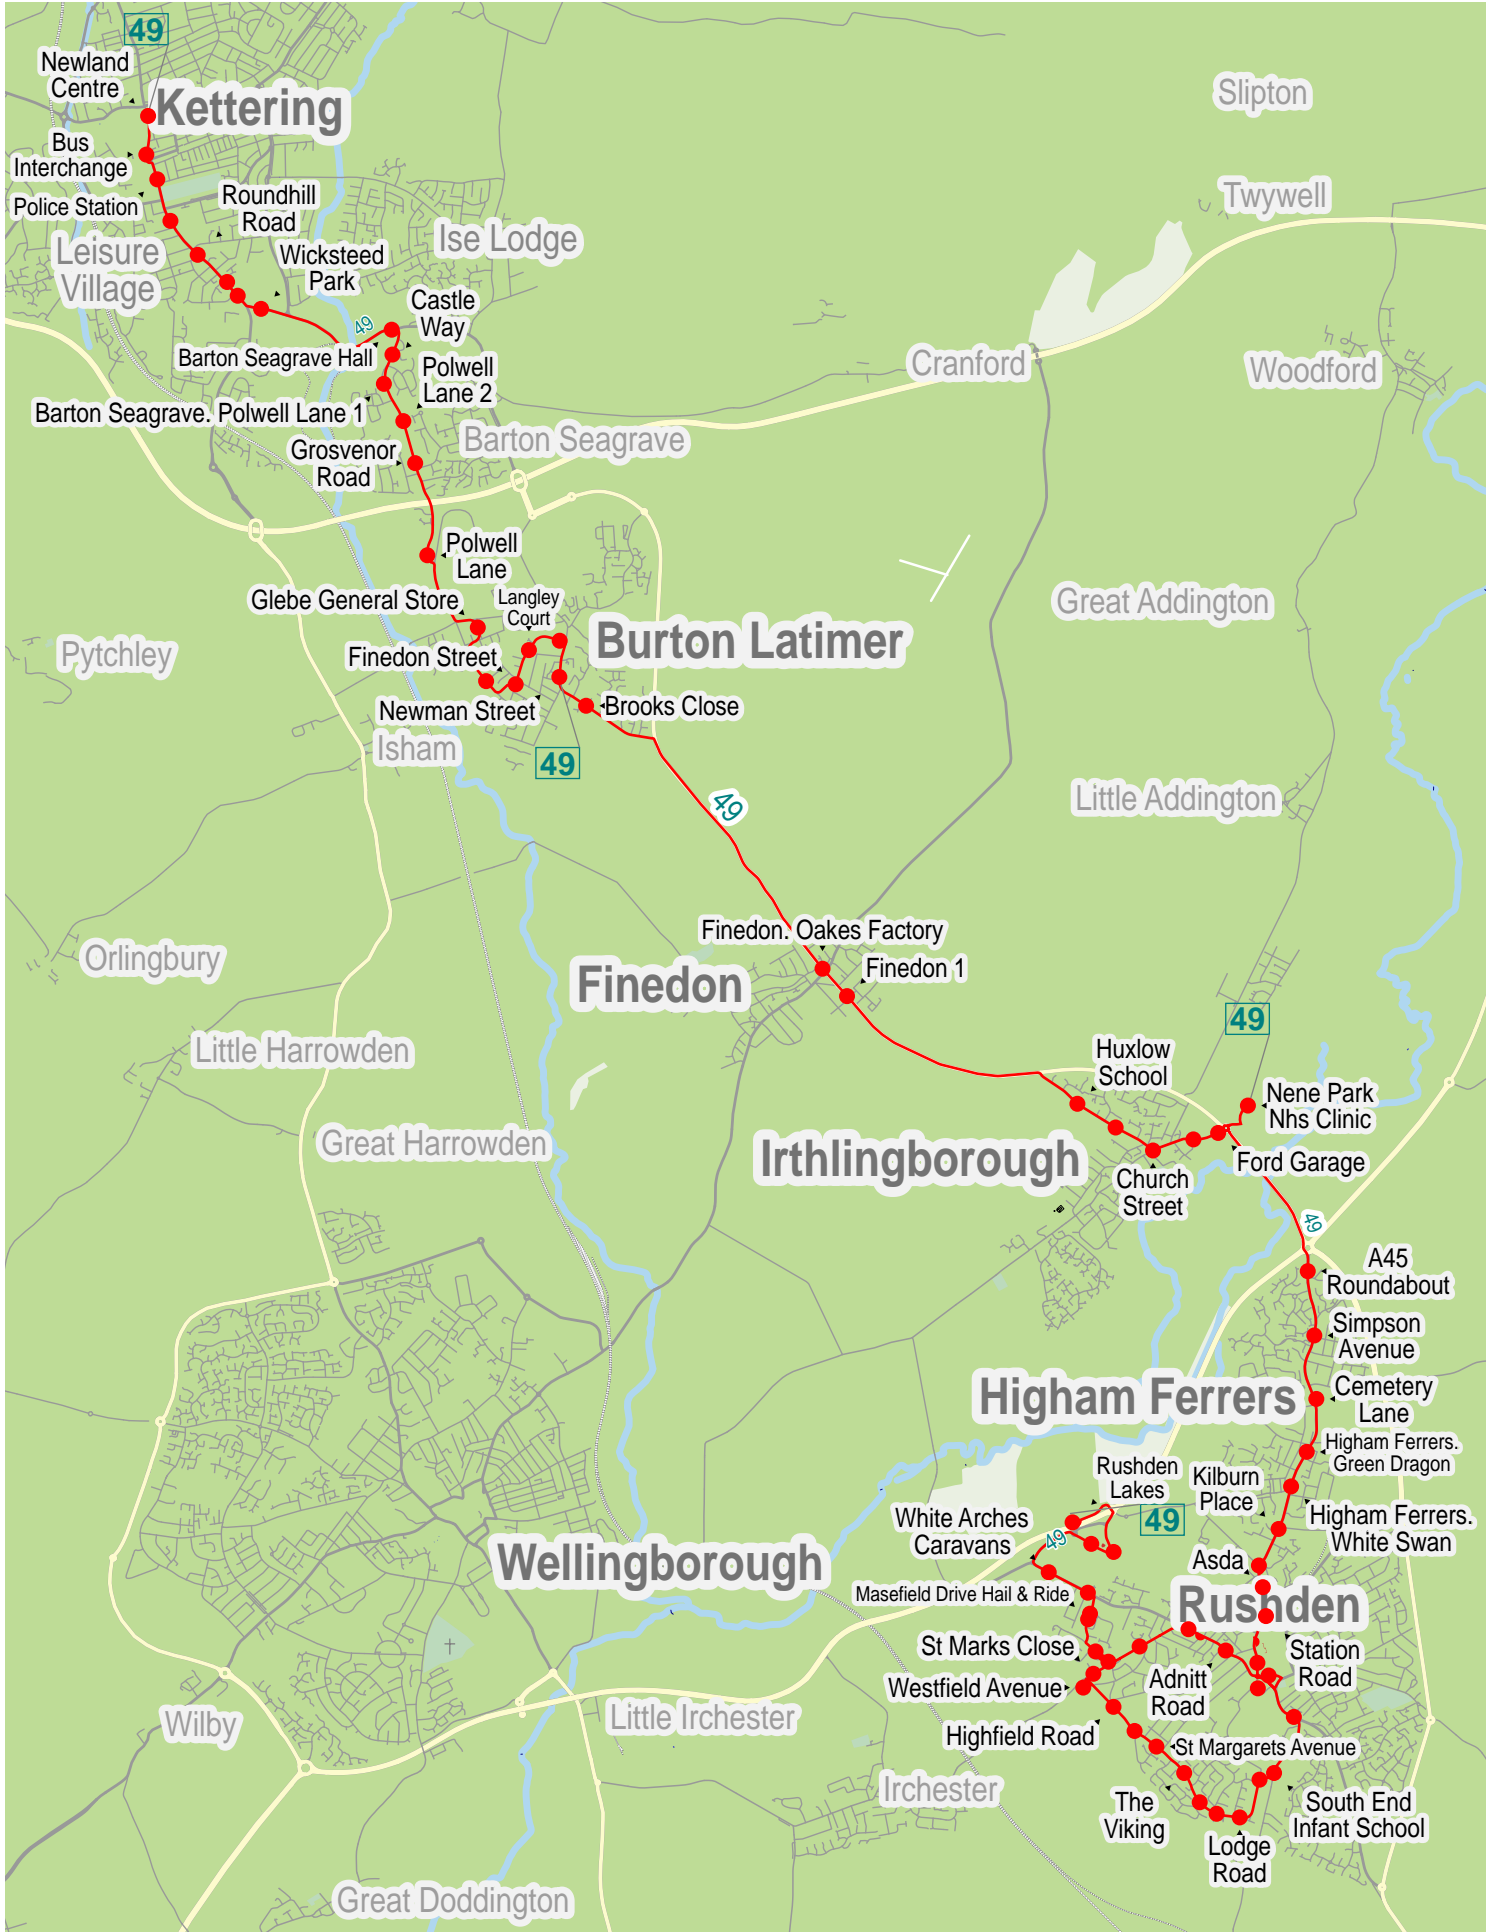 49
Newland
Centre
Kettering
Slipton
Bus
Interchange
Police Station
Roundhill
Road
Twywell
Leisure
Village
Ise Lodge
Wicksteed
Park
Castle
Way
49
Barton Seagrave Hall
Polwell
Lane 2
Cranford
Woodford
Barton Seagrave. Polwell Lane 1
Barton Seagrave
Grosvenor
Road
Polwell
Lane
Glebe General Store
Langley
Court
Great Addington
Burton Latimer
Pytchley
Finedon Street
Newman Street
Brooks Close
Isham
49
49
Little Addington
Finedon. Oakes Factory
Orlingbury
Finedon
Finedon 1
49
Little Harrowden
Huxlow
School
Nene Park
Nhs Clinic
Great Harrowden
Irthlingborough
Ford Garage
Church
Street
49
A45
Roundabout
Simpson
Avenue
Higham Ferrers
Cemetery
Lane
Higham Ferrers.
Green Dragon
Rushden
Lakes
Kilburn
Place
White Arches
Caravans
49
49
Higham Ferrers.
White Swan
Wellingborough
Asda
Masefield Drive Hail & Ride
Rushden
St Marks Close
Station
Road
Adnitt
Road
Westfield Avenue
Wilby
Little Irchester
Highfield Road
St Margarets Avenue
Irchester
The
Viking
South End
Infant School
Lodge
Road
Great Doddington